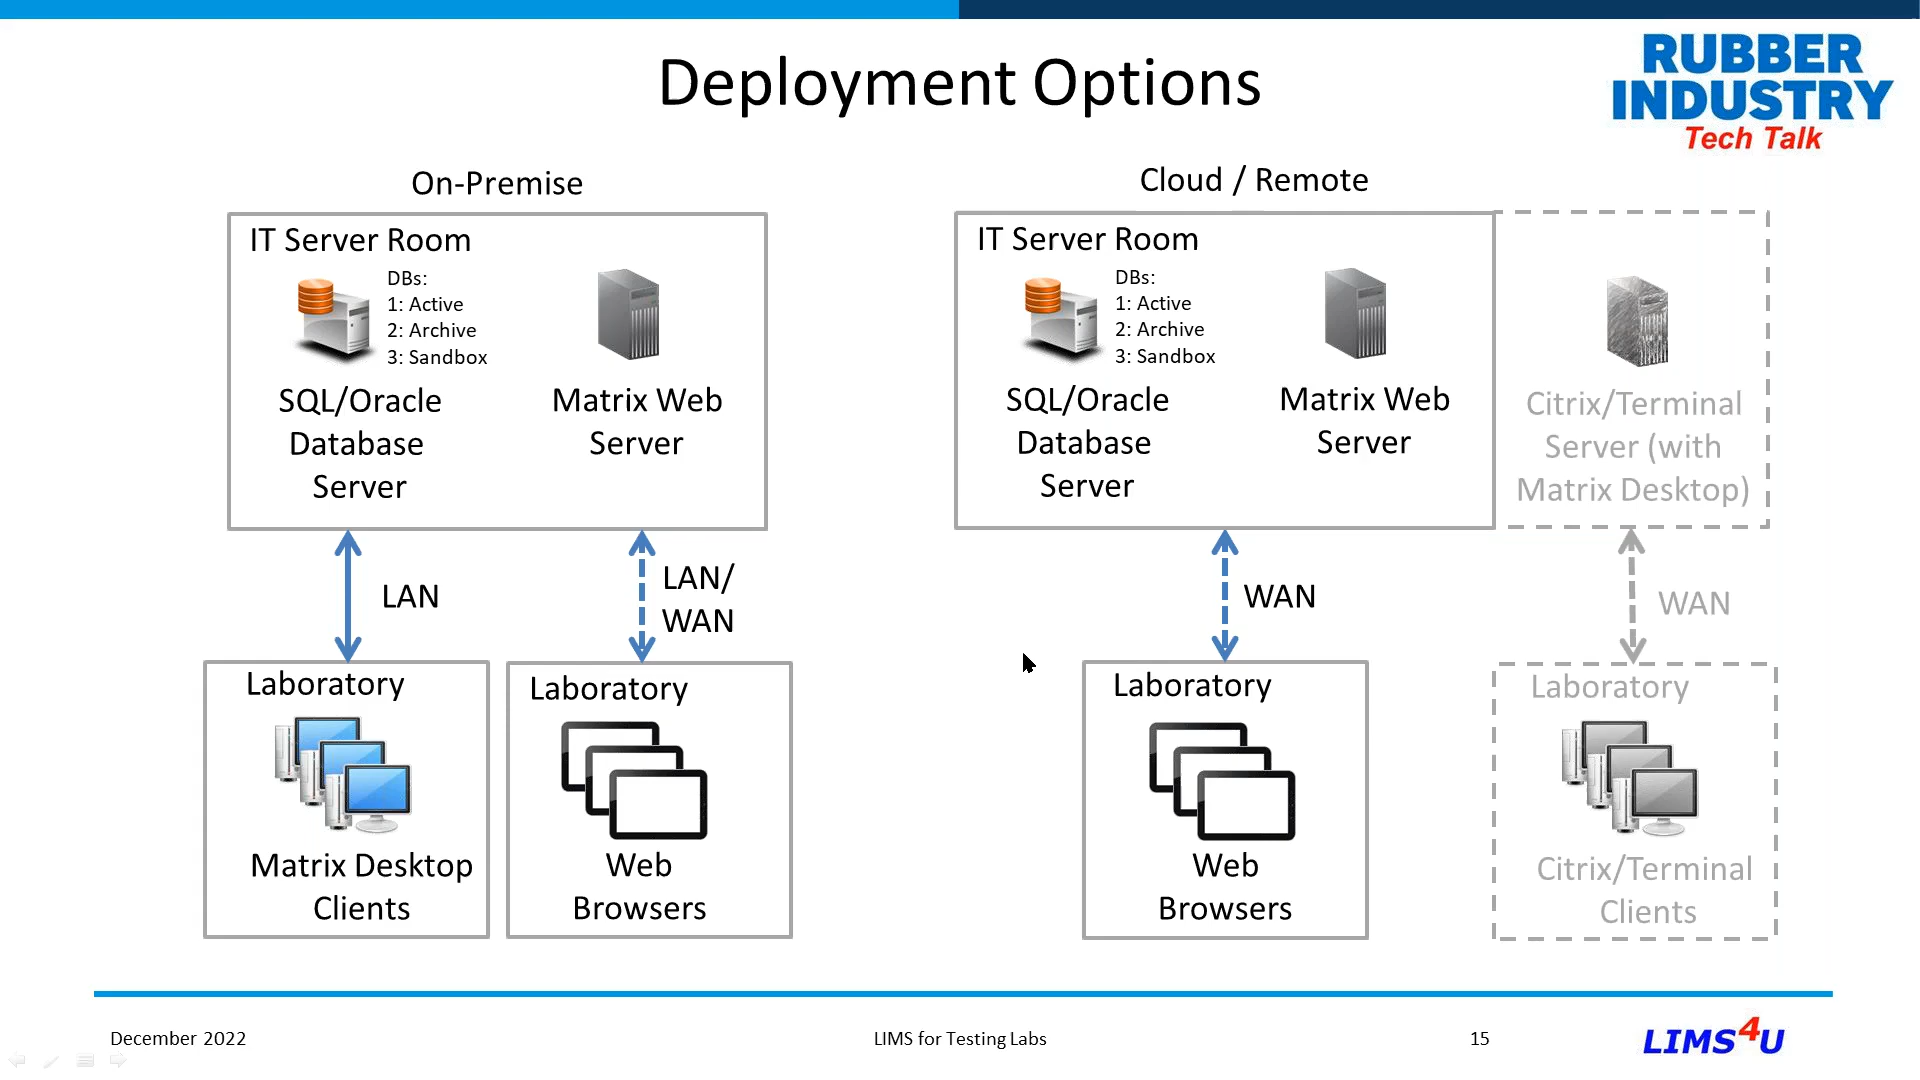 Deployment Options
RUBBER
INDUSTRY
Tech Talk
On-Premise
IT Server Room
DBs:
1: Active
2: Archive
3: Sandbox
SQL/Oracle
Database
Server
Matrix Web
Server
LAN
LAN/
WAN
Laboratory
Matrix Desktop
Clients
Laboratory
Web
Browsers
Cloud / Remote
IT Server Room
DBs:
1: Active
2: Archive
3: Sandbox
SQL/Oracle
Database
Server
Matrix Web
Server
Citrix/Terminal
Server (with
Matrix Desktop)
WAN
WAN
Laboratory
Web
Browsers
Laboratory
Citrix/Terminal
Clients
December 2022
LIMS for Testing Labs
15
LIMS4U